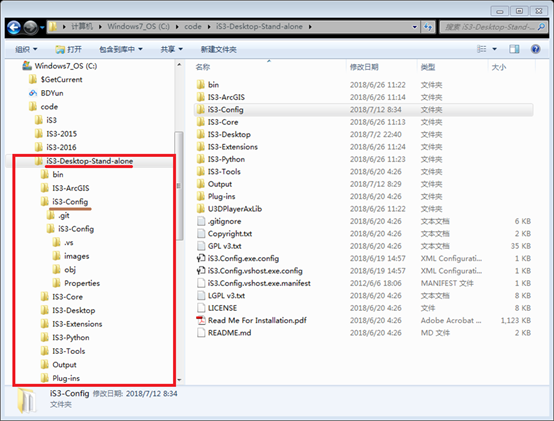 计算机 ▸ Windows7_OS (C:) ▸ code ▸ iS3-Desktop-Stand-alone ▸
搜索 iS3-Desktop-Stand-...
组织 打开 包含到库中 共享 新建文件夹
Windows7_OS (C:)
$GetCurrent
BDYun
code
iS3
iS3-2015
iS3-2016
iS3-Desktop-Stand-alone
bin
IS3-ArcGIS
iS3-Config
.git
iS3-Config
.vs
images
obj
Properties
IS3-Core
IS3-Desktop
IS3-Extensions
IS3-Python
IS3-Tools
Output
Plug-ins
名称 修改日期 类型 大小
bin 2018/6/26 11:22 文件夹
IS3-ArcGIS 2018/6/26 11:14 文件夹
iS3-Config 2018/7/12 8:34 文件夹
IS3-Core 2018/6/26 11:13 文件夹
IS3-Desktop 2018/7/2 22:40 文件夹
IS3-Extensions 2018/6/26 11:24 文件夹
IS3-Python 2018/6/26 11:23 文件夹
IS3-Tools 2018/6/20 4:26 文件夹
Output 2018/7/12 8:29 文件夹
Plug-ins 2018/6/20 4:26 文件夹
U3DPlayerAxLib 2018/6/26 11:22 文件夹
.gitignore 2018/6/20 4:26 文本文档 6 KB
Copyright.txt 2018/6/20 4:26 文本文档 2 KB
GPL v3.txt 2018/6/20 4:26 文本文档 35 KB
iS3.Config.exe.config 2018/6/19 14:57 XML Configurati... 1 KB
iS3.Config.vshost.exe.config 2018/6/19 14:57 XML Configurati... 1 KB
iS3.Config.vshost.exe.manifest 2012/6/6 18:06 MANIFEST 文件 1 KB
LGPL v3.txt 2018/6/20 4:26 文本文档 8 KB
LICENSE 2018/6/20 4:26 文件 8 KB
Read Me For Installation.pdf 2018/6/20 4:26 Adobe Acrobat ... 1,123 KB
README.md 2018/6/20 4:26 MD 文件 2 KB
iS3-Config 修改日期: 2018/7/12 8:34
文件夹